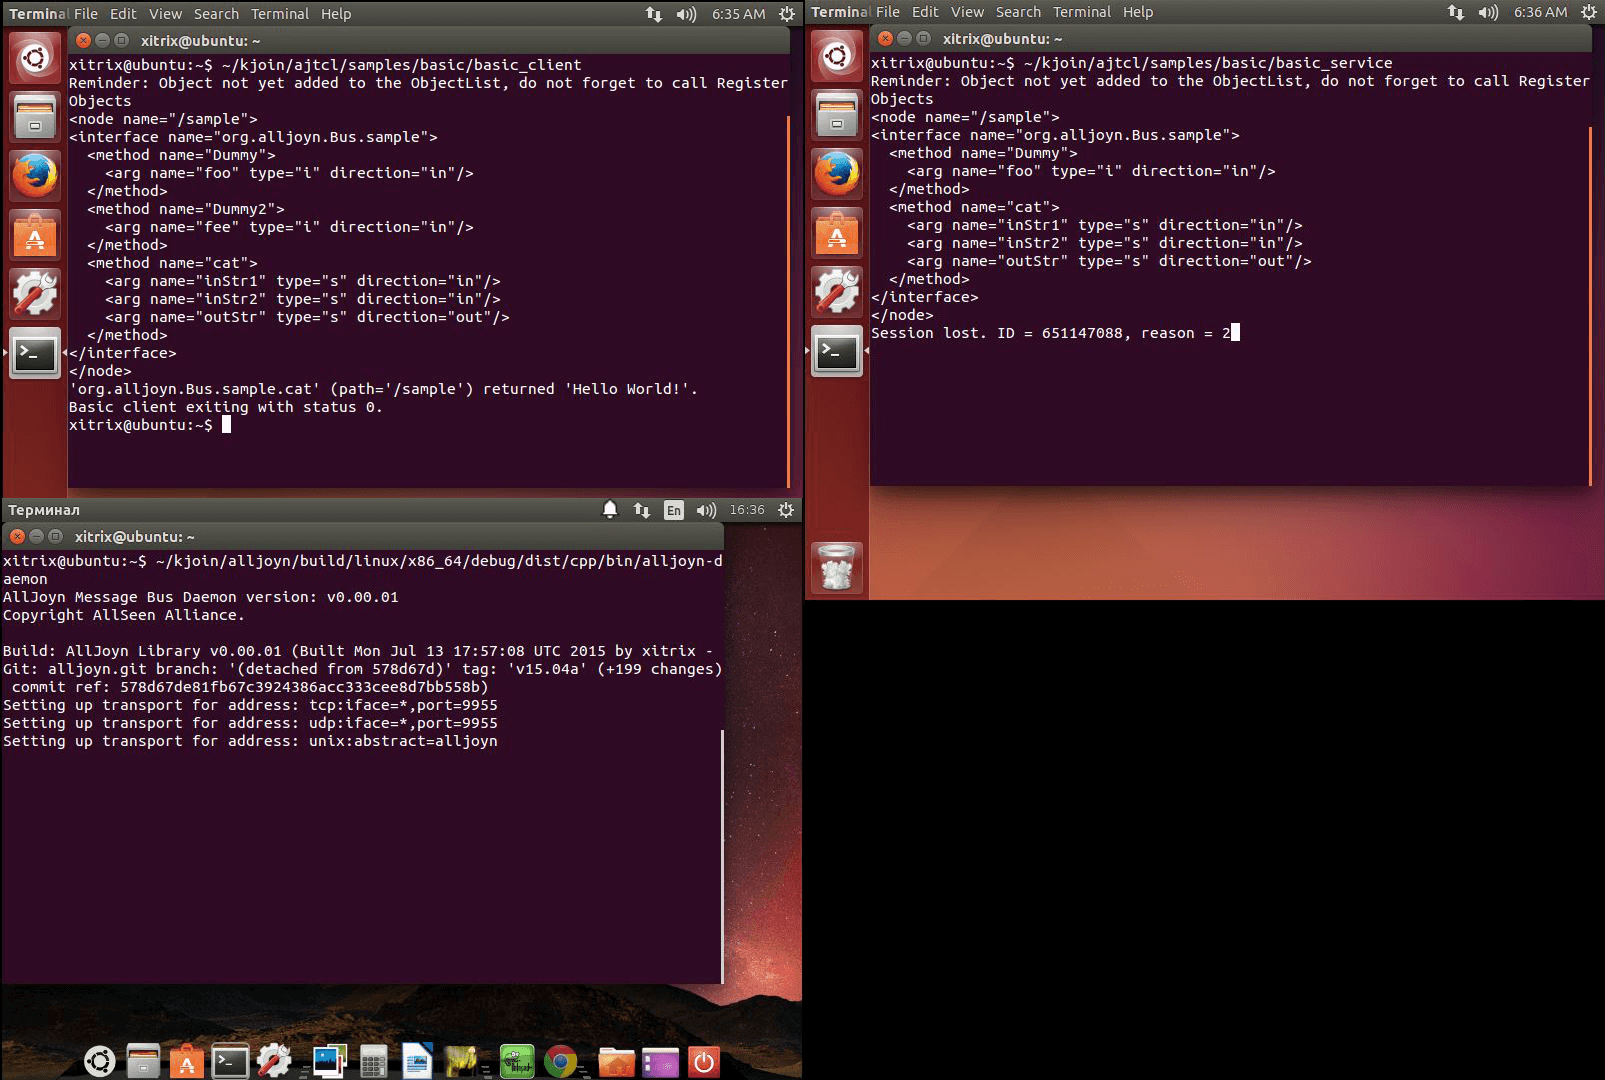 Terminal File Edit View Search Terminal Help 6:35 AM
xitrix@ubuntu: ~
xitrix@ubuntu:~$ ~/kjoin/ajtcl/samples/basic/basic_client
Reminder: Object not yet added to the ObjectList, do not forget to call Register
Objects
<node name="/sample">
<interface name="org.alljoyn.Bus.sample">
  <method name="Dummy">
    <arg name="foo" type="i" direction="in"/>
  </method>
  <method name="Dummy2">
    <arg name="fee" type="i" direction="in"/>
  </method>
  <method name="cat">
    <arg name="inStr1" type="s" direction="in"/>
    <arg name="inStr2" type="s" direction="in"/>
    <arg name="outStr" type="s" direction="out"/>
  </method>
</interface>
</node>
'org.alljoyn.Bus.sample.cat' (path='/sample') returned 'Hello World!'.
Basic client exiting with status 0.
xitrix@ubuntu:~$
Terminal File Edit View Search Terminal Help 6:36 AM
xitrix@ubuntu: ~
xitrix@ubuntu:~$ ~/kjoin/ajtcl/samples/basic/basic_service
Reminder: Object not yet added to the ObjectList, do not forget to call Register
Objects
<node name="/sample">
<interface name="org.alljoyn.Bus.sample">
  <method name="Dummy">
    <arg name="foo" type="i" direction="in"/>
  </method>
  <method name="cat">
    <arg name="inStr1" type="s" direction="in"/>
    <arg name="inStr2" type="s" direction="in"/>
    <arg name="outStr" type="s" direction="out"/>
  </method>
</interface>
</node>
Session lost. ID = 651147088, reason = 2
Терминал En 16:36
xitrix@ubuntu: ~
xitrix@ubuntu:~$ ~/kjoin/alljoyn/build/linux/x86_64/debug/dist/cpp/bin/alljoyn-d
aemon
AllJoyn Message Bus Daemon version: v0.00.01
Copyright AllSeen Alliance.
Build: AllJoyn Library v0.00.01 (Built Mon Jul 13 17:57:08 UTC 2015 by xitrix -
Git: alljoyn.git branch: '(detached from 578d67d)' tag: 'v15.04a' (+199 changes)
 commit ref: 578d67de81fb67c3924386acc333cee8d7bb558b)
Setting up transport for address: tcp:iface=*,port=9955
Setting up transport for address: udp:iface=*,port=9955
Setting up transport for address: unix:abstract=alljoyn